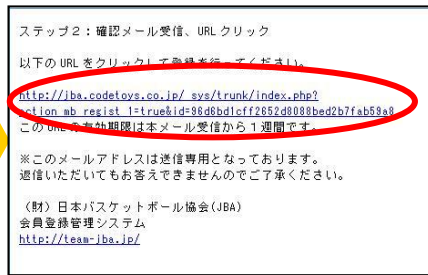 ステップ2：確認メール受信、URLクリック
以下のURLをクリックして登録を行ってください。
http://jba.codetoys.co.jp/_sys/trunk/index.php?
action_mb_regist_1=true&id=96d6bd1cff2652d8088bed2b7fab59a8
このURLの有効期限は本メール受信から1週間です。
※このメールアドレスは送信専用となっております。
返信いただいてもお答えできませんのでご了承ください。
（財）日本バスケットボール協会(JBA)
会員登録管理システム
http://team-jba.jp/